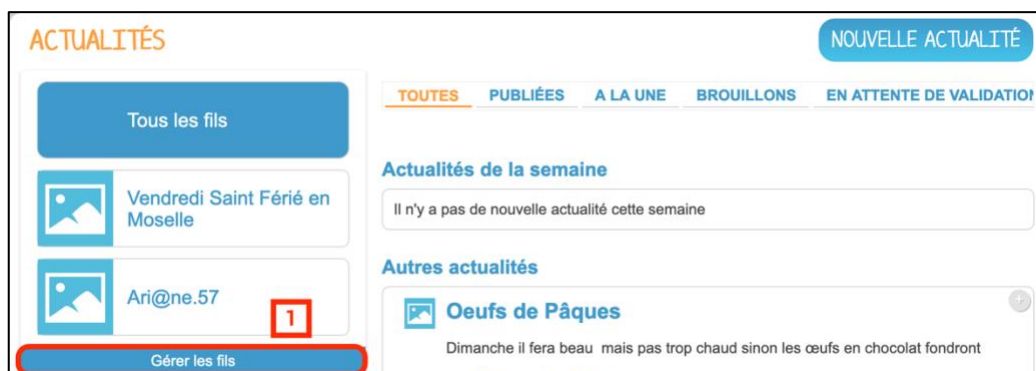 ACTUALITÉS
NOUVELLE ACTUALITÉ
Tous les fils
Vendredi Saint Férié en
Moselle
Ari@ne.57
1
Gérer les fils
TOUTES PUBLIÉES A LA UNE BROUILLONS EN ATTENTE DE VALIDATION
Actualités de la semaine
Il n'y a pas de nouvelle actualité cette semaine
Autres actualités
Oeufs de Pâques
Dimanche il fera beau mais pas trop chaud sinon les œufs en chocolat fondront